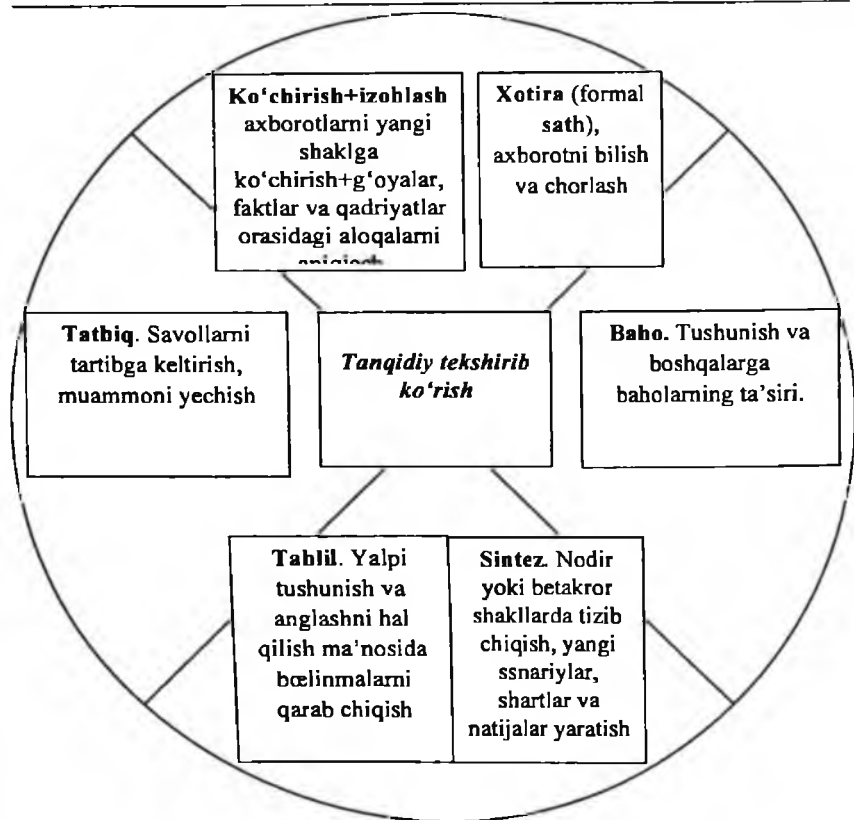 Ko‘chirish+izohlash
axborotlarni yangi
shaklga
ko‘chirish+g‘oyalar,
faktlar va qadriyatlar
orasidagi aloqalarni
Xotira (formal
sath),
axborotni bilish
va chorlash
Tatbiq. Savollarni
tartibga keltirish,
muammoni yechish
Tanqidiy tekshirib
ko‘rish
Baho. Tushunish va
boshqalarga
baholarning ta’siri.
Tahlil. Yalpi
tushunish va
anglashni hal
qilish ma’nosida
bœlinmalarni
qarab chiqish
Sintez. Nodir
yoki betakror
shakllarda tizib
chiqish, yangi
ssnariylar,
shartlar va
natijalar yaratish